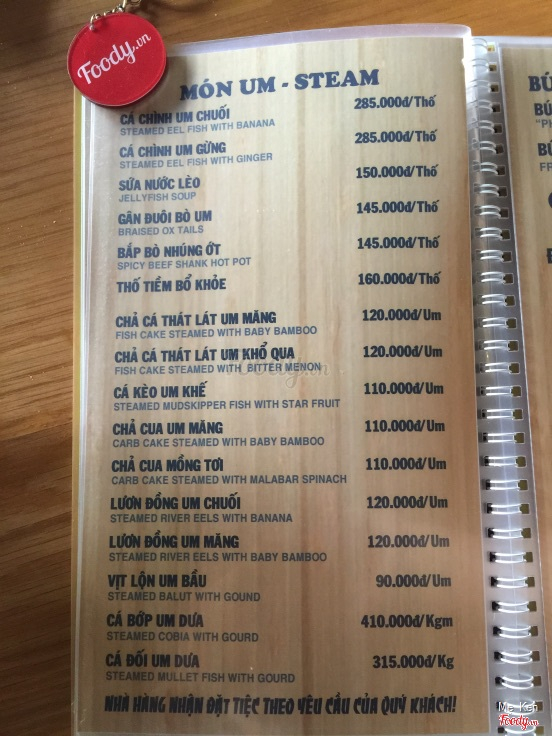 Foody.vn
MÓN UM - STEAM
CÁ CHÌNH UM CHUỐI 285.000đ/Thố
STEAMED EEL FISH WITH BANANA
CÁ CHÌNH UM GỪNG 285.000đ/Thố
STEAMED EEL FISH WITH GINGER
SỨA NƯỚC LÈO 150.000đ/Thố
JELLYFISH SOUP
GÂN ĐUÔI BÒ UM 145.000đ/Thố
BRAISED OX TAILS
BẮP BÒ NHÚNG ỚT 145.000đ/Thố
SPICY BEEF SHANK HOT POT
THỐ TIỀM BỔ KHỎE 160.000đ/Thố
CHẢ CÁ THÁT LÁT UM MĂNG 120.000đ/Um
FISH CAKE STEAMED WITH BABY BAMBOO
CHẢ CÁ THÁT LÁT UM KHỔ QUA 120.000đ/Um
FISH CAKE STEAMED WITH BITTER MENON
CÁ KÈO UM KHẾ 110.000đ/Um
STEAMED MUDSKIPPER FISH WITH STAR FRUIT
CHẢ CUA UM MĂNG 110.000đ/Um
CARB CAKE STEAMED WITH BABY BAMBOO
CHẢ CUA MỒNG TƠI 110.000đ/Um
CARB CAKE STEAMED WITH MALABAR SPINACH
LƯƠN ĐỒNG UM CHUỐI 120.000đ/Um
STEAMED RIVER EELS WITH BANANA
LƯƠN ĐỒNG UM MĂNG 120.000đ/Um
STEAMED RIVER EELS WITH BABY BAMBOO
VỊT LỘN UM BẦU 90.000đ/Um
STEAMED BALUT WITH GOUND
CÁ BỚP UM DƯA 410.000đ/Kgm
STEAMED COBIA WITH GOURD
CÁ ĐỐI UM DƯA 315.000đ/Kg
STEAMED MULLET FISH WITH GOURD
NHÀ HÀNG NHẬN ĐẶT TIỆC THEO YÊU CẦU CỦA QUÝ KHÁCH!
Foody.vn
BÚ
BÚ
"PH
BÚ
FR
Foody.vn